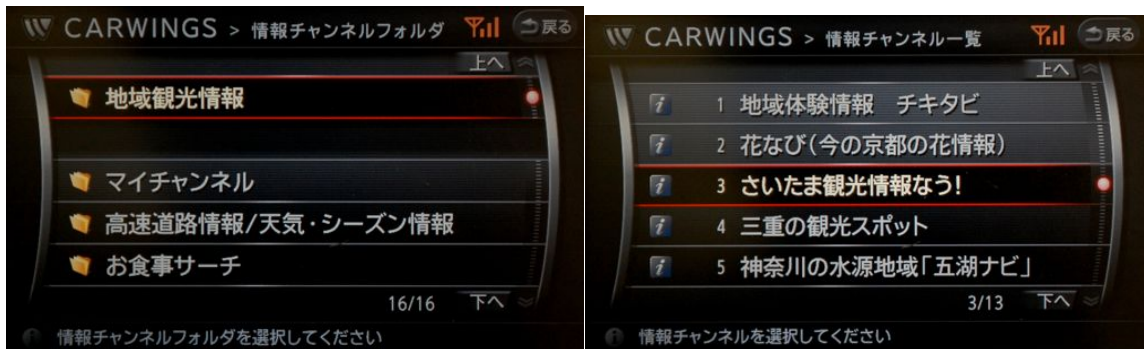 CARWINGS > 情報チャンネルフォルダ
戻る
上へ
地域観光情報
マイチャンネル
高速道路情報/天気・シーズン情報
お食事サーチ
16/16 下へ
情報チャンネルフォルダを選択してください
CARWINGS > 情報チャンネル一覧
戻る
上へ
1 地域体験情報 チキタビ
2 花なび(今の京都の花情報)
3 さいたま観光情報なう!
4 三重の観光スポット
5 神奈川の水源地域「五湖ナビ」
3/13 下へ
情報チャンネルを選択してください